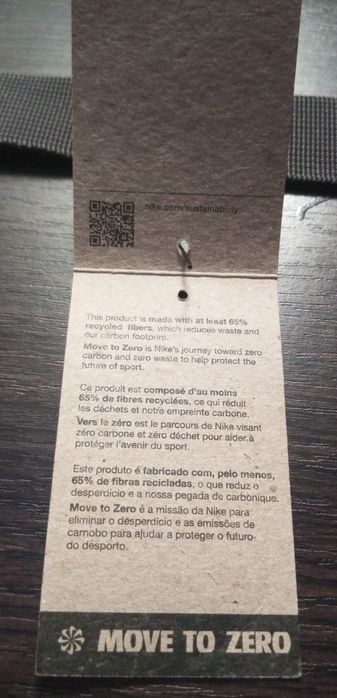 nike.com/sustainability
This product is made with at least 65%
recycled fibers, which reduces waste and
our carbon footprint.
Move to Zero is Nike's journey toward zero
carbon and zero waste to help protect the
future of sport.
Ce produit est composé d'au moins
65% de fibres recyclées, ce qui réduit
les déchets et notre empreinte carbone.
Vers le zéro est le parcours de Nike visant
zéro carbone et zéro déchet pour aider à
protéger l'avenir du sport.
Este produto é fabricado com, pelo menos,
65% de fibras recicladas, o que reduz o
desperdício e a nossa pegada de carbonique.
Move to Zero é a missão da Nike para
eliminar o desperdício e as emissões de
carnobo para ajudar a proteger o futuro
do desporto.
MOVE TO ZERO